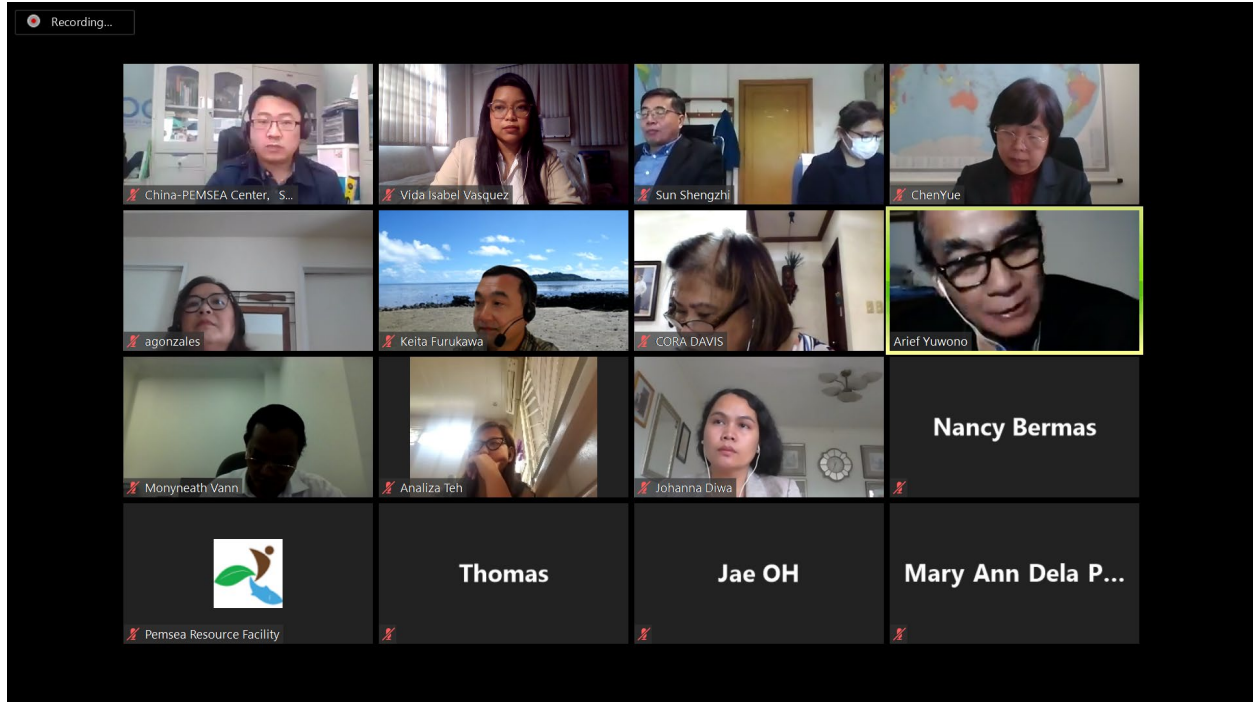 Recording...
China-PEMSEA Center, S...
Vida Isabel Vasquez
Sun Shengzhi
ChenYue
agonzales
Keita Furukawa
CORA DAVIS
Arief Yuwono
Monyneath Vann
Analiza Teh
Johanna Diwa
Nancy Bermas
Pemsea Resource Facility
Thomas
Jae OH
Mary Ann Dela P...